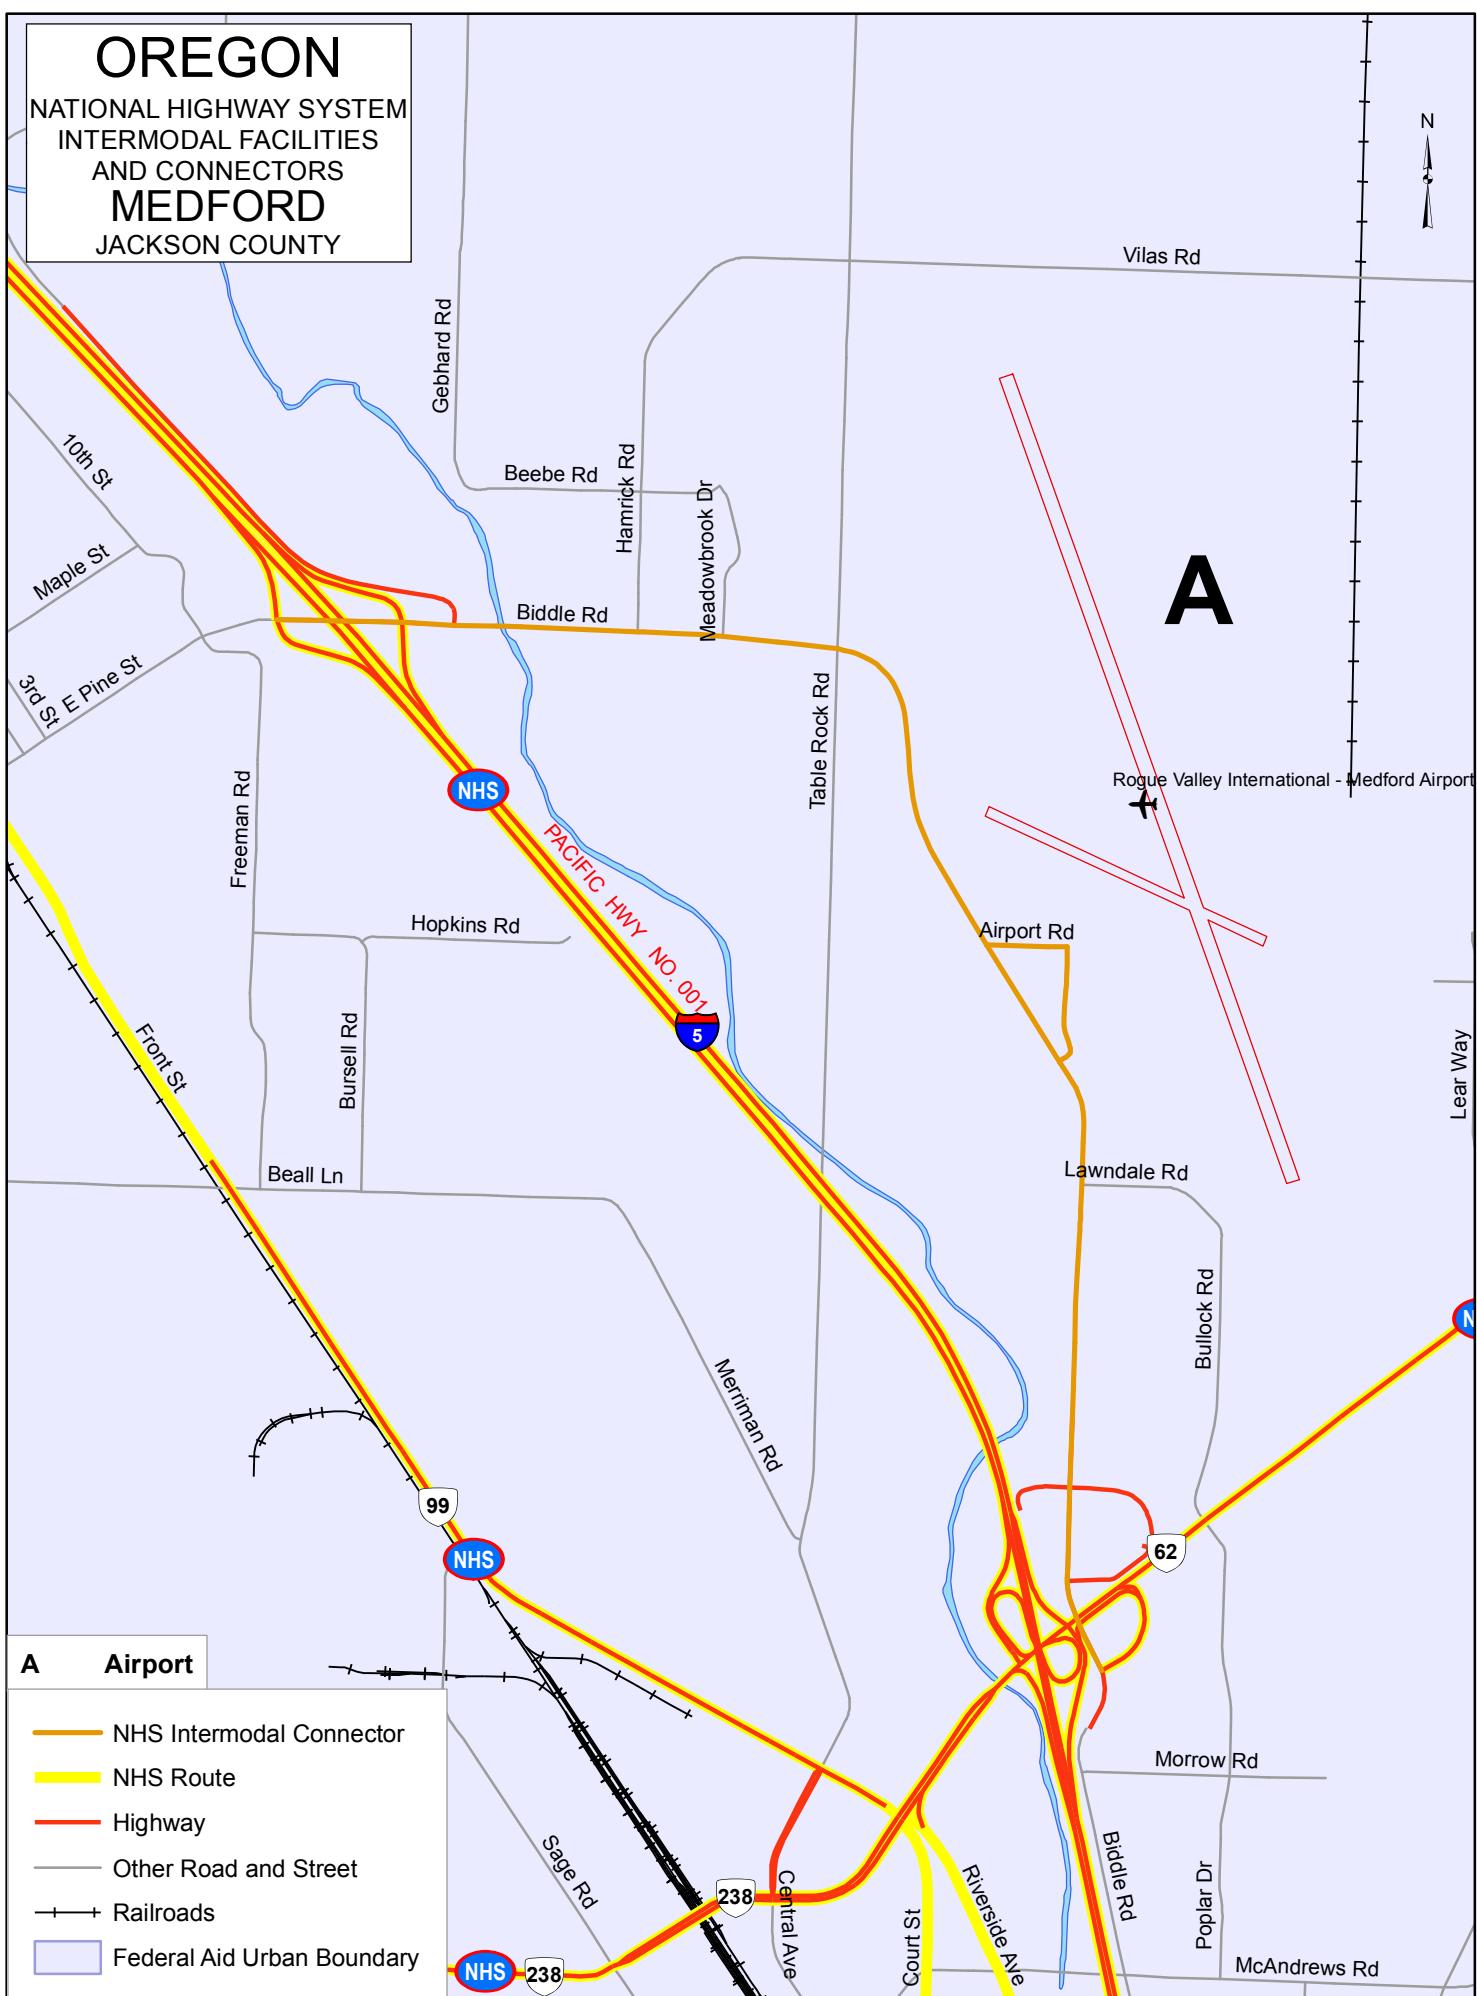 OREGON
NATIONAL HIGHWAY SYSTEM
INTERMODAL FACILITIES
AND CONNECTORS
MEDFORD
JACKSON COUNTY
N
Vilas Rd
Gebhard Rd
10th St
Beebe Rd
Hamrick Rd
Meadowbrook Dr
Maple St
A
Biddle Rd
3rd St
E Pine St
Table Rock Rd
Rogue Valley International - Medford Airport
NHS
Freeman Rd
PACIFIC HWY NO. 001
Hopkins Rd
Airport Rd
5
Front St
Bursell Rd
Lear Way
Beall Ln
Lawndale Rd
Bullock Rd
N
Merriman Rd
99
NHS
62
A Airport
NHS Intermodal Connector
NHS Route
Highway
Other Road and Street
Railroads
Federal Aid Urban Boundary
Morrow Rd
Sage Rd
238
Central Ave
Court St
Riverside Ave
Biddle Rd
Poplar Dr
NHS
238
McAndrews Rd